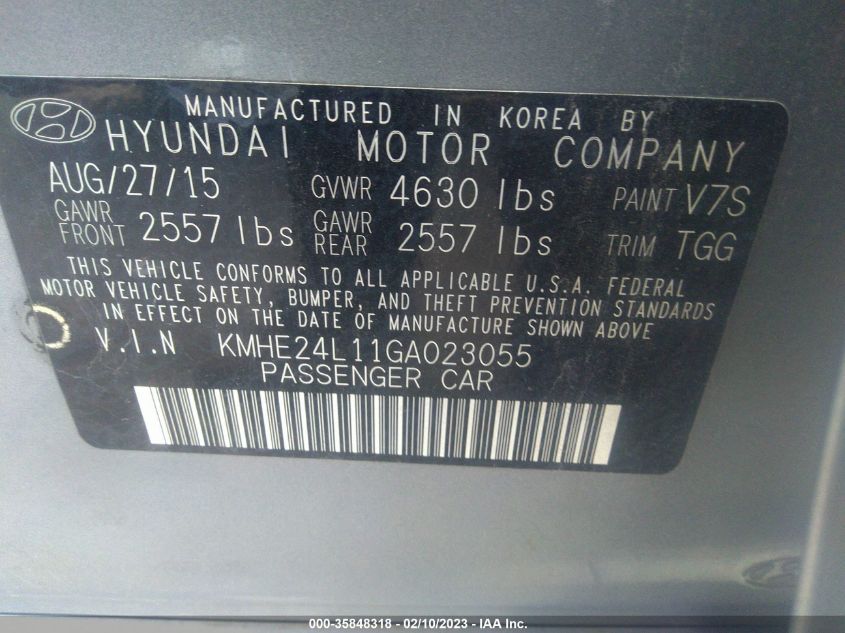 MANUFACTURED IN KOREA BY
HYUNDAI MOTOR COMPANY
AUG/27/15 GVWR 4630 lbs PAINT V7S
GAWR FRONT 2557 lbs GAWR REAR 2557 lbs TRIM TGG
THIS VEHICLE CONFORMS TO ALL APPLICABLE U.S.A. FEDERAL
MOTOR VEHICLE SAFETY, BUMPER, AND THEFT PREVENTION STANDARDS
IN EFFECT ON THE DATE OF MANUFACTURE SHOWN ABOVE
V.I.N KMHE24L11GA023055
PASSENGER CAR
000-35848318 - 02/10/2023 - IAA Inc.